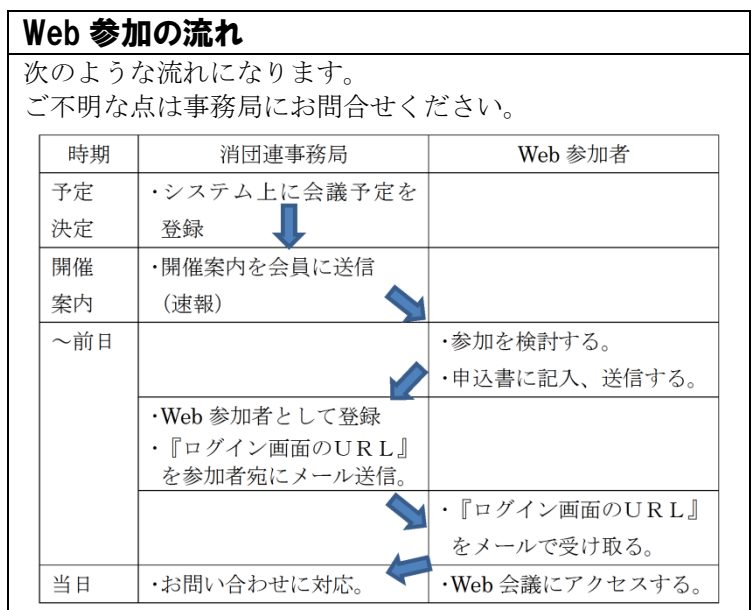 Web 参加の流れ
次のような流れになります。
ご不明な点は事務局にお問合せください。
時期 消団連事務局 Web 参加者
予定 ・システム上に会議予定を
決定 登録
開催 ・開催案内を会員に送信
案内 （速報）
～前日 ・参加を検討する。
・申込書に記入、送信する。
・Web 参加者として登録
・『ログイン画面のＵＲＬ』
を参加者宛にメール送信。
・『ログイン画面のＵＲＬ』
をメールで受け取る。
当日 ・お問い合わせに対応。 ・Web 会議にアクセスする。